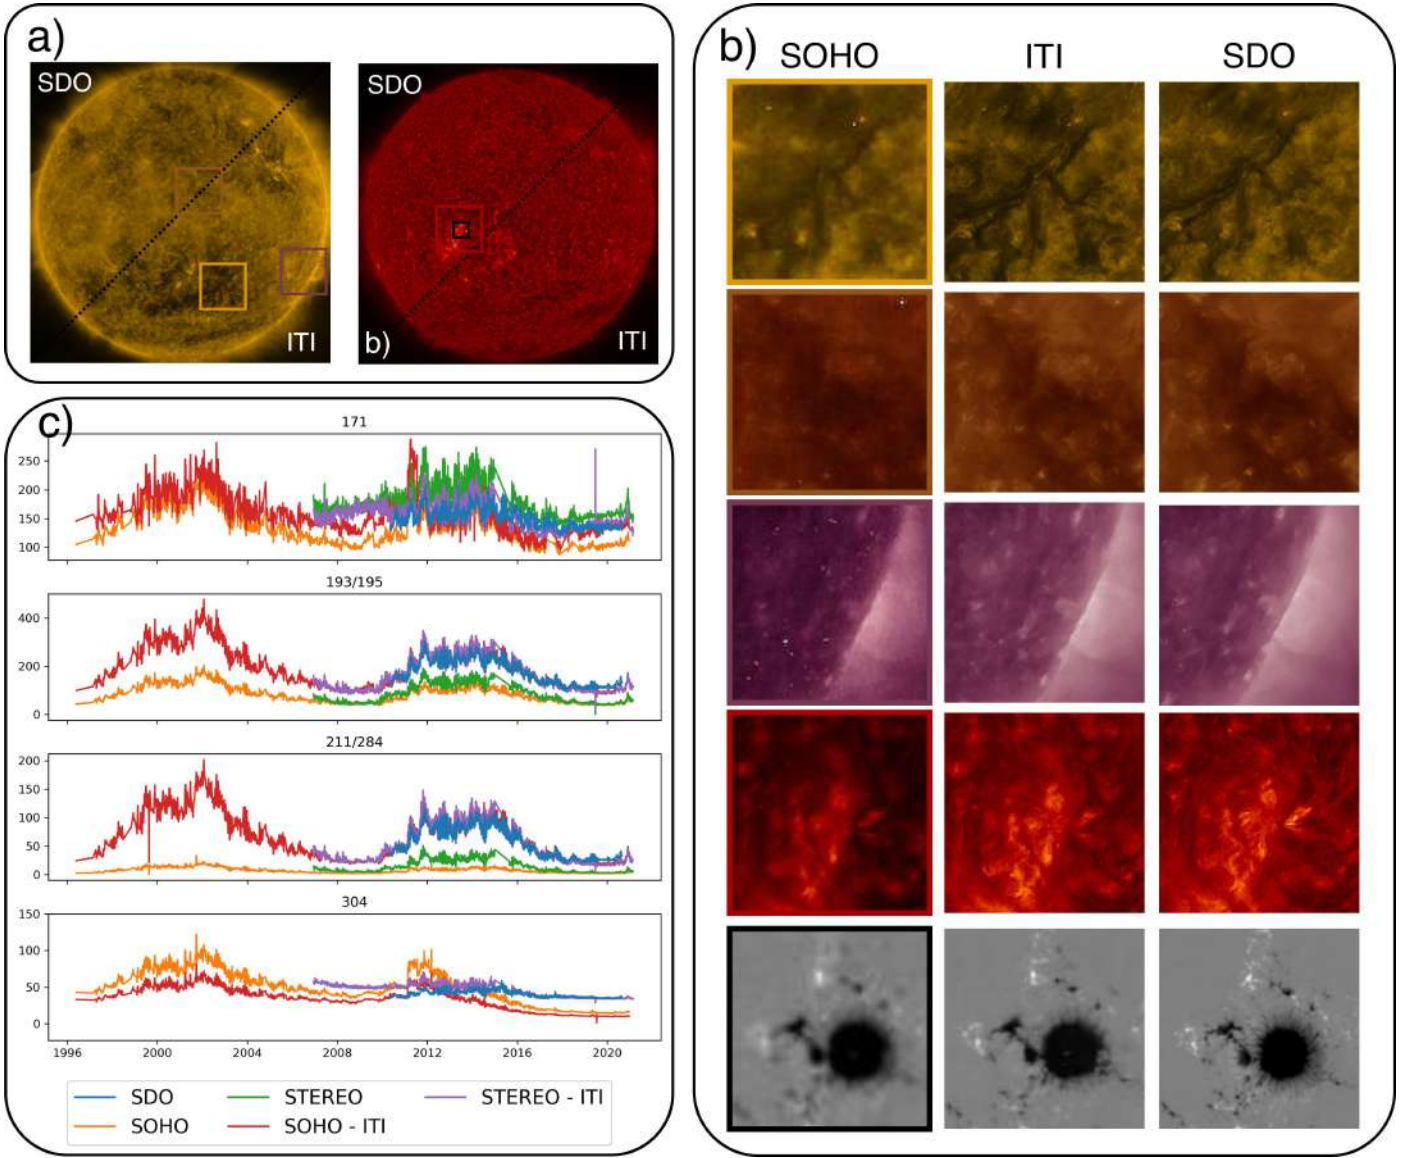 a)
SDO
ITI
SDO
b)
ITI
b)
SOHO ITI SDO
c)
171
250
200
150
100
193/195
400
200
0
211/284
200
150
100
50
0
304
150
100
50
0
1996 2000 2004 2008 2012 2016 2020
SDO STEREO STEREO - ITI
SOHO SOHO - ITI